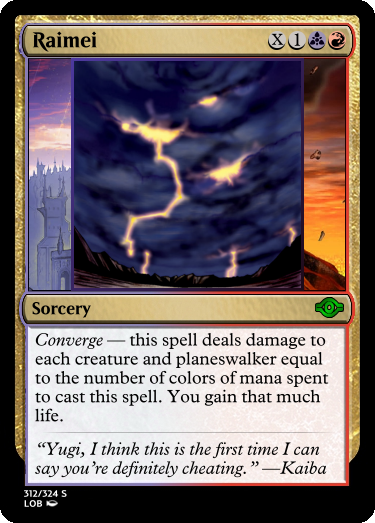 Raimei X 1
Sorcery
Converge — this spell deals damage to
each creature and planeswalker equal
to the number of colors of mana spent
to cast this spell. You gain that much
life.
“Yugi, I think this is the first time I can
say you’re definitely cheating.” —Kaiba
312/324 S
LOB